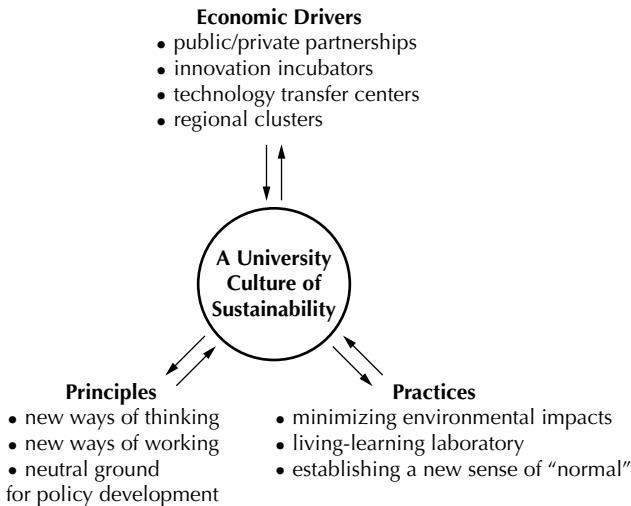 Economic Drivers
• public/private partnerships
• innovation incubators
• technology transfer centers
• regional clusters
A University
Culture of
Sustainability
Principles
• new ways of thinking
• new ways of working
• neutral ground
for policy development
Practices
• minimizing environmental impacts
• living-learning laboratory
• establishing a new sense of “normal”